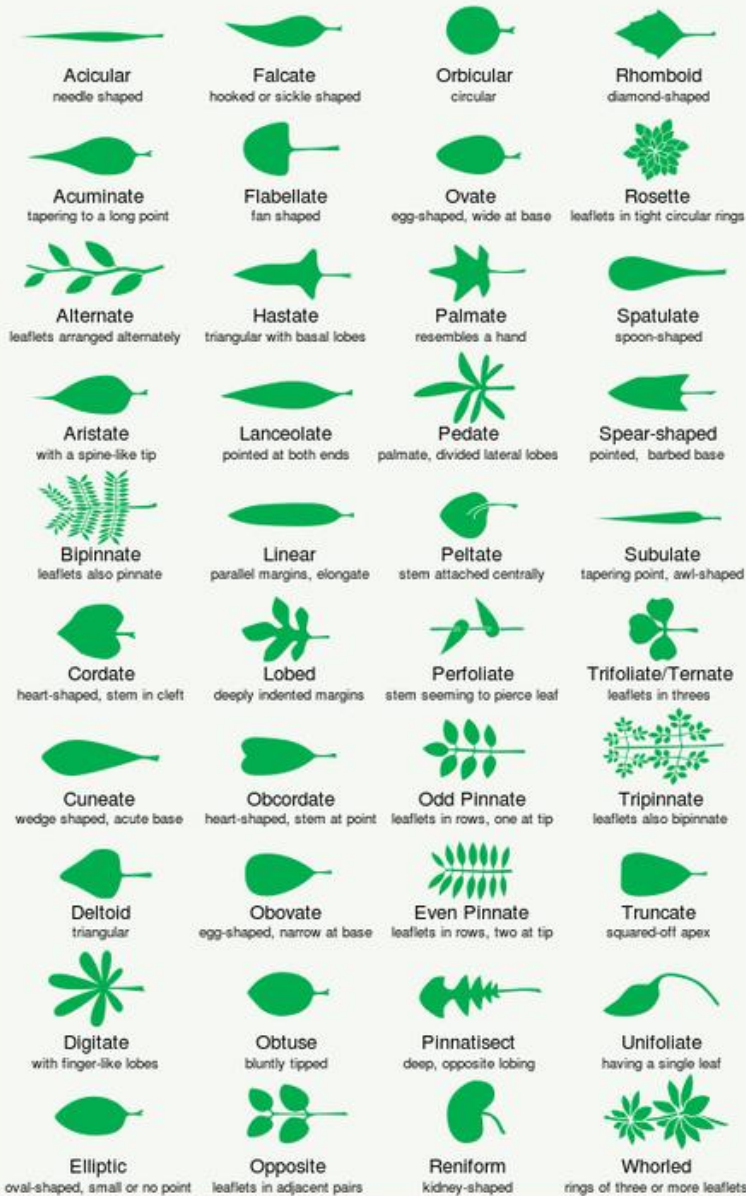 Acicular
needle shaped
Falcate
hooked or sickle shaped
Orbicular
circular
Rhomboid
diamond-shaped
Acuminate
tapering to a long point
Flabellate
fan shaped
Ovate
egg-shaped, wide at base
Rosette
leaflets in tight circular rings
Alternate
leaflets arranged alternately
Hastate
triangular with basal lobes
Palmate
resembles a hand
Spatulate
spoon-shaped
Aristate
with a spine-like tip
Lanceolate
pointed at both ends
Pedate
palmate, divided lateral lobes
Spear-shaped
pointed, barbed base
Bipinnate
leaflets also pinnate
Linear
parallel margins, elongate
Peltate
stem attached centrally
Subulate
tapering point, awl-shaped
Cordate
heart-shaped, stem in cleft
Lobed
deeply indented margins
Perfoliate
stem seeming to pierce leaf
Trifoliate/Ternate
leaflets in threes
Cuneate
wedge shaped, acute base
Obcordate
heart-shaped, stem at point
Odd Pinnate
leaflets in rows, one at tip
Tripinnate
leaflets also bipinnate
Deltoid
triangular
Obovate
egg-shaped, narrow at base
Even Pinnate
leaflets in rows, two at tip
Truncate
squared-off apex
Digitate
with finger-like lobes
Obtuse
bluntly tipped
Pinnatisect
deep, opposite lobing
Unifoliate
having a single leaf
Elliptic
oval-shaped, small or no point
Opposite
leaflets in adjacent pairs
Reniform
kidney-shaped
Whorled
rings of three or more leaflets